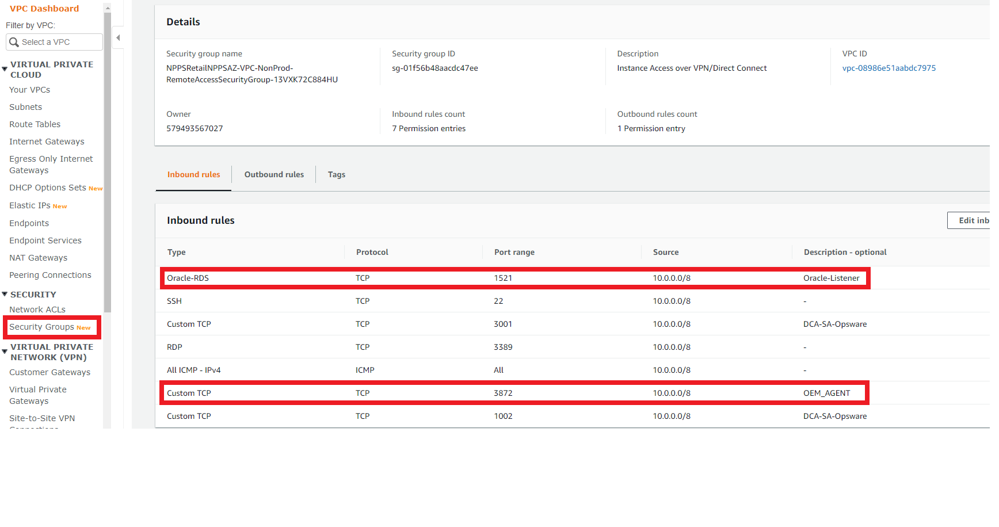 VPC Dashboard
Filter by VPC:
Select a VPC
VIRTUAL PRIVATE
CLOUD
Your VPCs
Subnets
Route Tables
Internet Gateways
Egress Only Internet
Gateways
DHCP Options Sets New
Elastic IPs New
Endpoints
Endpoint Services
NAT Gateways
Peering Connections
SECURITY
Network ACLs
Security Groups New
VIRTUAL PRIVATE
NETWORK (VPN)
Customer Gateways
Virtual Private
Gateways
Site-to-Site VPN
Connections
Details
Security group name
NPPSRetailNPPSAZ-VPC-NonProd-
RemoteAccessSecurityGroup-13VXK72C884HU
Security group ID
sg-01f56b48aacdc47ee
Description
Instance Access over VPN/Direct Connect
VPC ID
vpc-08986e51aabdc7975
Owner
579493567027
Inbound rules count
7 Permission entries
Outbound rules count
1 Permission entry
Inbound rules Outbound rules Tags
Inbound rules
Edit inb
Type Protocol Port range Source Description - optional
Oracle-RDS TCP 1521 10.0.0.0/8 Oracle-Listener
SSH TCP 22 10.0.0.0/8 -
Custom TCP TCP 3001 10.0.0.0/8 DCA-SA-Opsware
RDP TCP 3389 10.0.0.0/8 -
All ICMP - IPv4 ICMP All 10.0.0.0/8 -
Custom TCP TCP 3872 10.0.0.0/8 OEM_AGENT
Custom TCP TCP 1002 10.0.0.0/8 DCA-SA-Opsware